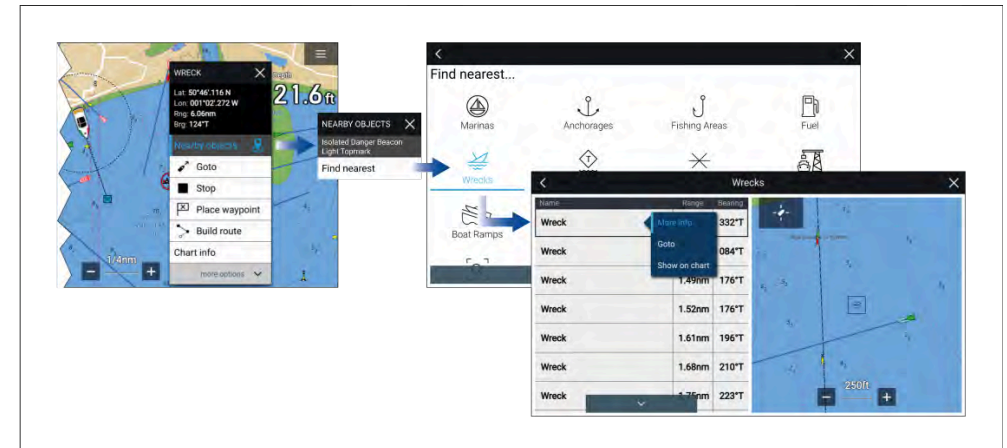 WRECK
Lat: 50°46'.116 N
Lon: 001°02'.272 W
Rng: 6.06nm
Brg: 124°T
Nearby objects
Goto
Stop
Place waypoint
Build route
Chart info
more options
21.6ft
1/4nm
NEARBY OBJECTS
Isolated Danger Beacon
Light Topmark
Find nearest
Find nearest...
Marinas
Anchorages
Fishing Areas
Fuel
Wrecks
Boat Ramps
Wrecks
Name Range Bearing
Wreck 332°T
Wreck 084°T
Wreck 1.49nm 176°T
Wreck 1.52nm 176°T
Wreck 1.61nm 196°T
Wreck 1.68nm 210°T
Wreck 1.75nm 223°T
More info
Goto
Show on chart
250ft